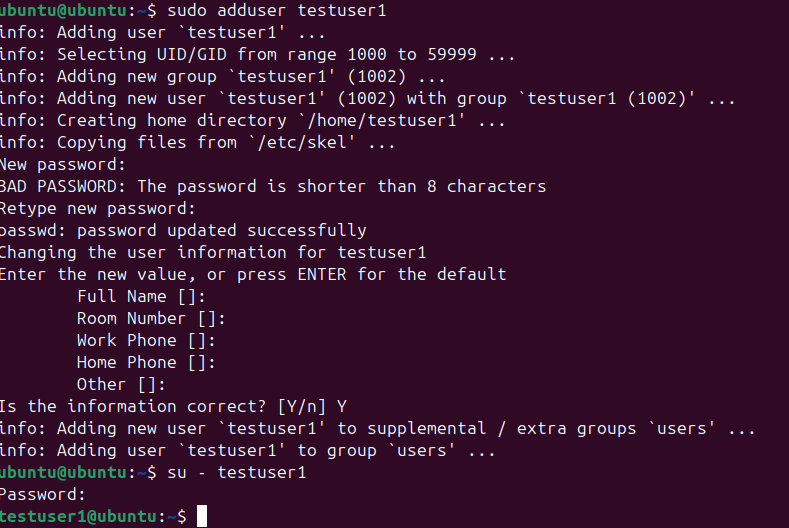 ubuntu@ubuntu:~$ sudo adduser testuser1
info: Adding user `testuser1' ...
info: Selecting UID/GID from range 1000 to 59999 ...
info: Adding new group `testuser1' (1002) ...
info: Adding new user `testuser1' (1002) with group `testuser1 (1002)' ...
info: Creating home directory `/home/testuser1' ...
info: Copying files from `/etc/skel' ...
New password:
BAD PASSWORD: The password is shorter than 8 characters
Retype new password:
passwd: password updated successfully
Changing the user information for testuser1
Enter the new value, or press ENTER for the default
        Full Name []:
        Room Number []:
        Work Phone []:
        Home Phone []:
        Other []:
Is the information correct? [Y/n] Y
info: Adding new user `testuser1' to supplemental / extra groups `users' ...
info: Adding user `testuser1' to group `users' ...
ubuntu@ubuntu:~$ su - testuser1
Password:
testuser1@ubuntu:~$